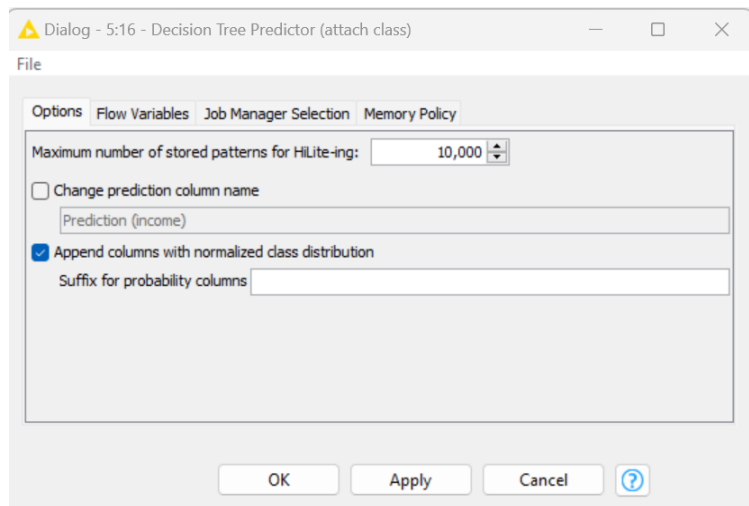 Dialog - 5:16 - Decision Tree Predictor (attach class)
File
Options Flow Variables Job Manager Selection Memory Policy
Maximum number of stored patterns for HiLite-ing: 10,000
Change prediction column name
Prediction (income)
Append columns with normalized class distribution
Suffix for probability columns
OK Apply Cancel ?